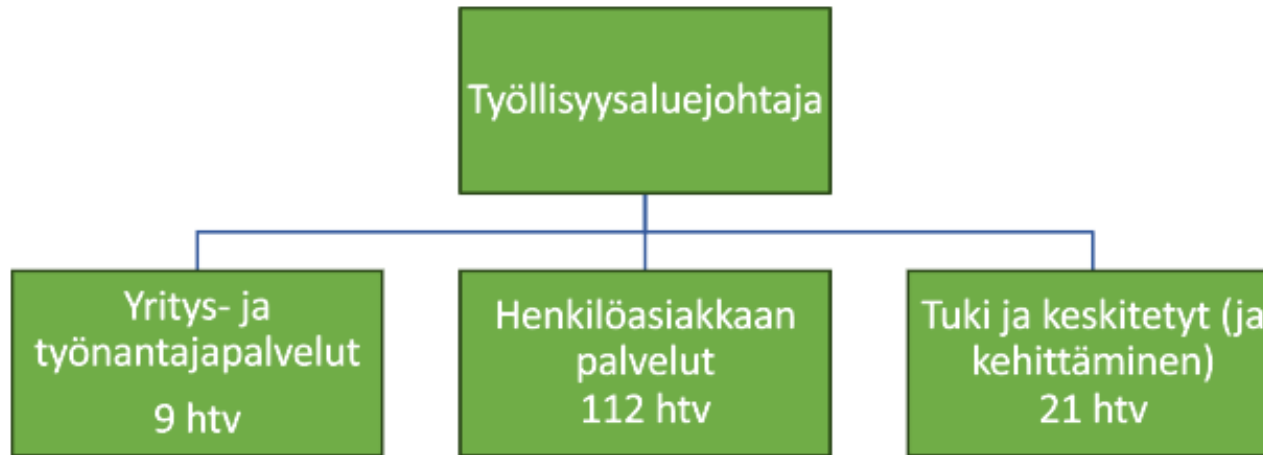 Työllisyysaluejohtaja
Yritys- ja
työnantajapalvelut
9 htv
Henkilöasiakkaan
palvelut
112 htv
Tuki ja keskitetyt (ja
kehittäminen)
21 htv